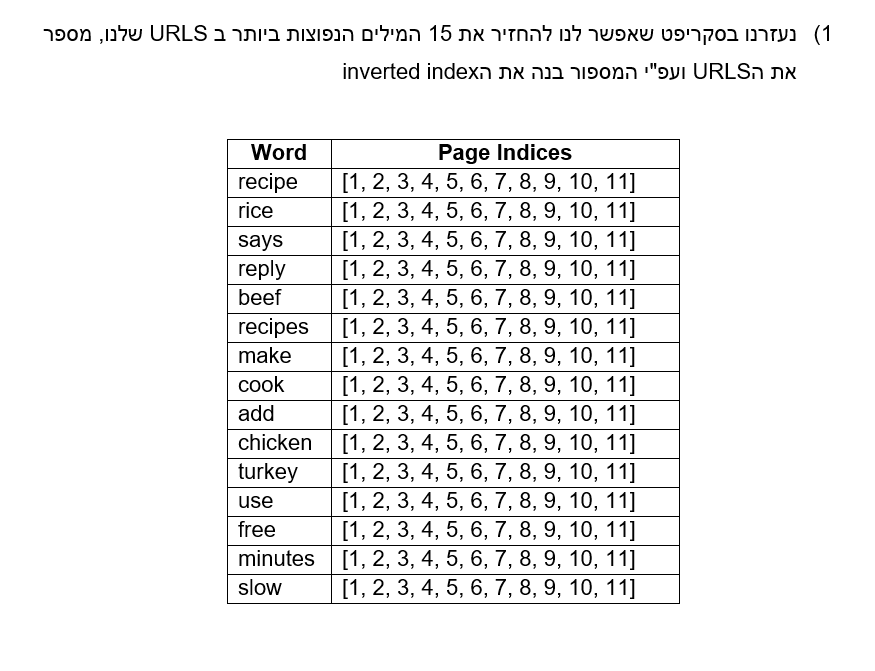 1) נעזרנו בסקריפט שאפשר לנו להחזיר את 15 המילים הנפוצות ביותר ב URLS שלנו, מספר
את הURLS ועפ"י המספור בנה את הinverted index
Word Page Indices
recipe [1, 2, 3, 4, 5, 6, 7, 8, 9, 10, 11]
rice [1, 2, 3, 4, 5, 6, 7, 8, 9, 10, 11]
says [1, 2, 3, 4, 5, 6, 7, 8, 9, 10, 11]
reply [1, 2, 3, 4, 5, 6, 7, 8, 9, 10, 11]
beef [1, 2, 3, 4, 5, 6, 7, 8, 9, 10, 11]
recipes [1, 2, 3, 4, 5, 6, 7, 8, 9, 10, 11]
make [1, 2, 3, 4, 5, 6, 7, 8, 9, 10, 11]
cook [1, 2, 3, 4, 5, 6, 7, 8, 9, 10, 11]
add [1, 2, 3, 4, 5, 6, 7, 8, 9, 10, 11]
chicken [1, 2, 3, 4, 5, 6, 7, 8, 9, 10, 11]
turkey [1, 2, 3, 4, 5, 6, 7, 8, 9, 10, 11]
use [1, 2, 3, 4, 5, 6, 7, 8, 9, 10, 11]
free [1, 2, 3, 4, 5, 6, 7, 8, 9, 10, 11]
minutes [1, 2, 3, 4, 5, 6, 7, 8, 9, 10, 11]
slow [1, 2, 3, 4, 5, 6, 7, 8, 9, 10, 11]